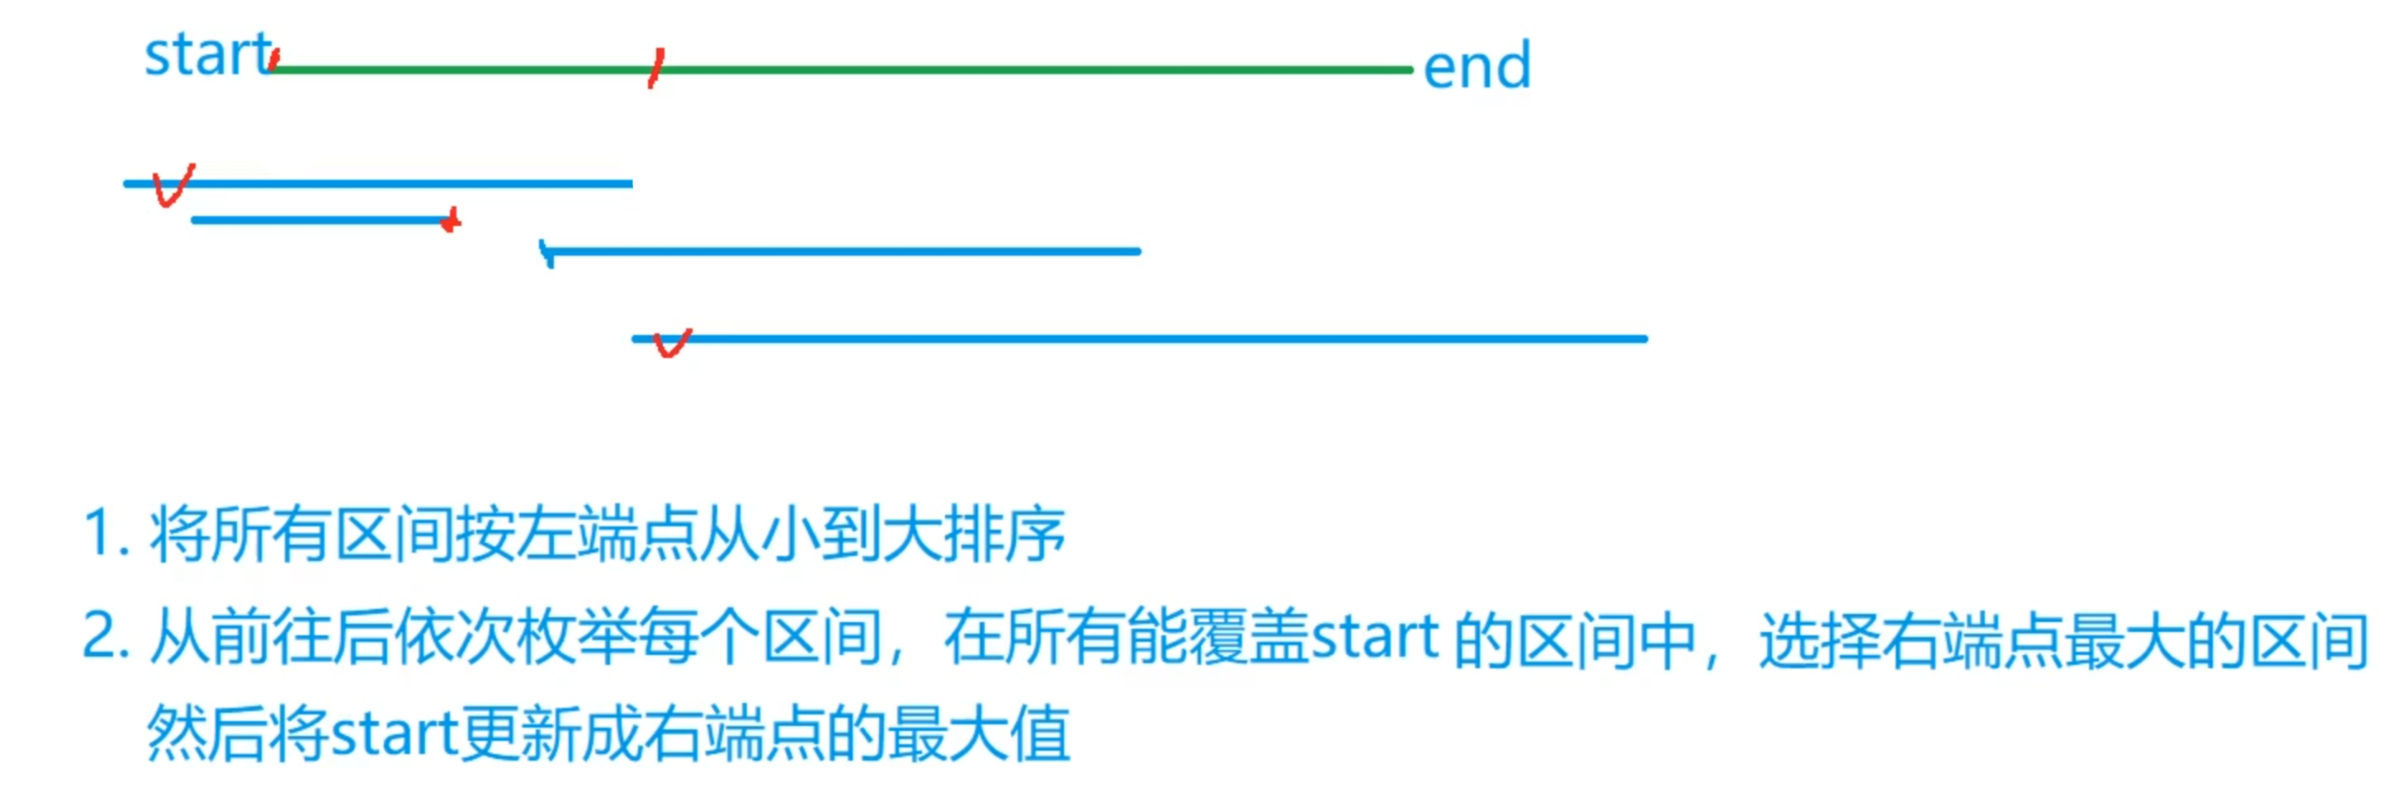 start
end
1. 将所有区间按左端点从小到大排序
2. 从前往后依次枚举每个区间，在所有能覆盖start 的区间中，选择右端点最大的区间
然后将start更新成右端点的最大值